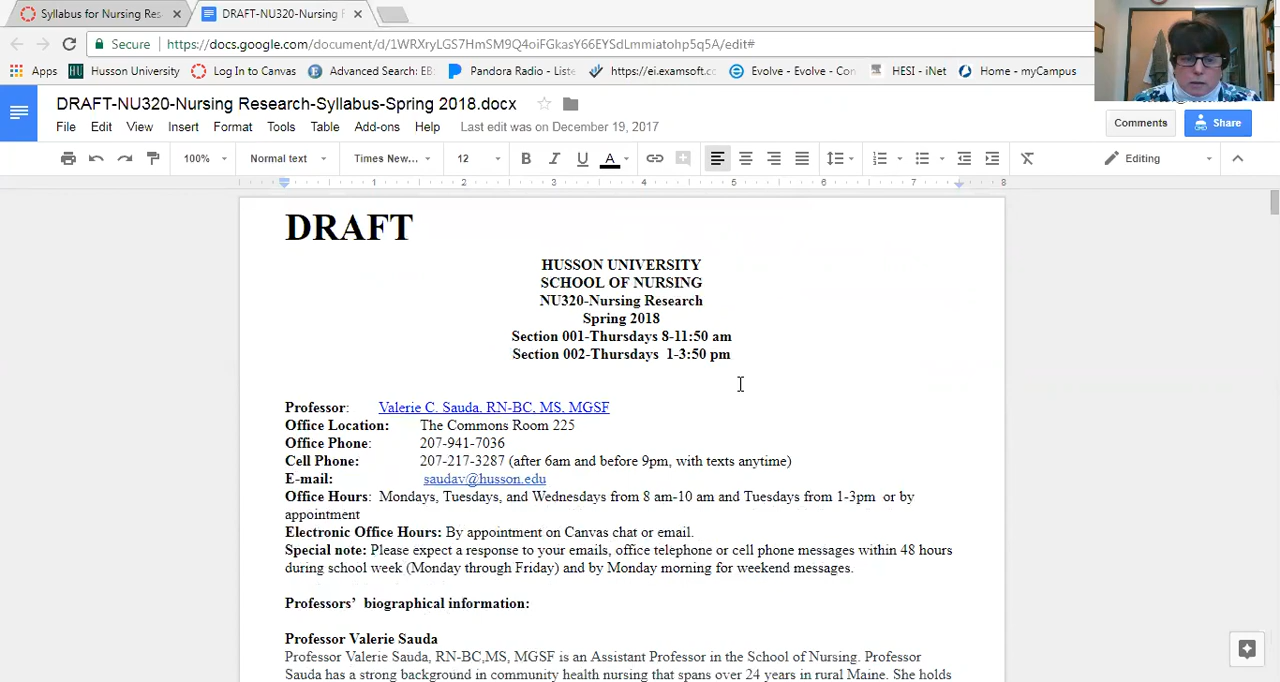 Syllabus for Nursing Res
DRAFT-NU320-Nursing F
Secure
https://docs.google.com/document/d/1WRXryLGS7HmSM9Q4oiFGkasY66EYSdLmmiatohp5q5A/edit#
Apps
Husson University
Log In to Canvas
Advanced Search: EB
Pandora Radio - Liste
https://ei.examsoft.cc
Evolve - Evolve - Con
HESI - iNet
Home - myCampus
DRAFT-NU320-Nursing Research-Syllabus-Spring 2018.docx
File Edit View Insert Format Tools Table Add-ons Help Last edit was on December 19, 2017
Comments
Share
100% Normal text Times New... 12 B I U A Editing
1 2 3 4 5 6 7 8
DRAFT
HUSSON UNIVERSITY
SCHOOL OF NURSING
NU320-Nursing Research
Spring 2018
Section 001-Thursdays 8-11:50 am
Section 002-Thursdays 1-3:50 pm
Professor: Valerie C. Sauda, RN-BC, MS, MGSF
Office Location: The Commons Room 225
Office Phone: 207-941-7036
Cell Phone: 207-217-3287 (after 6am and before 9pm, with texts anytime)
E-mail: saudav@husson.edu
Office Hours: Mondays, Tuesdays, and Wednesdays from 8 am-10 am and Tuesdays from 1-3pm or by
appointment
Electronic Office Hours: By appointment on Canvas chat or email.
Special note: Please expect a response to your emails, office telephone or cell phone messages within 48 hours
during school week (Monday through Friday) and by Monday morning for weekend messages.
Professors’ biographical information:
Professor Valerie Sauda
Professor Valerie Sauda, RN-BC,MS, MGSF is an Assistant Professor in the School of Nursing. Professor
Sauda has a strong background in community health nursing that spans over 24 years in rural Maine. She holds